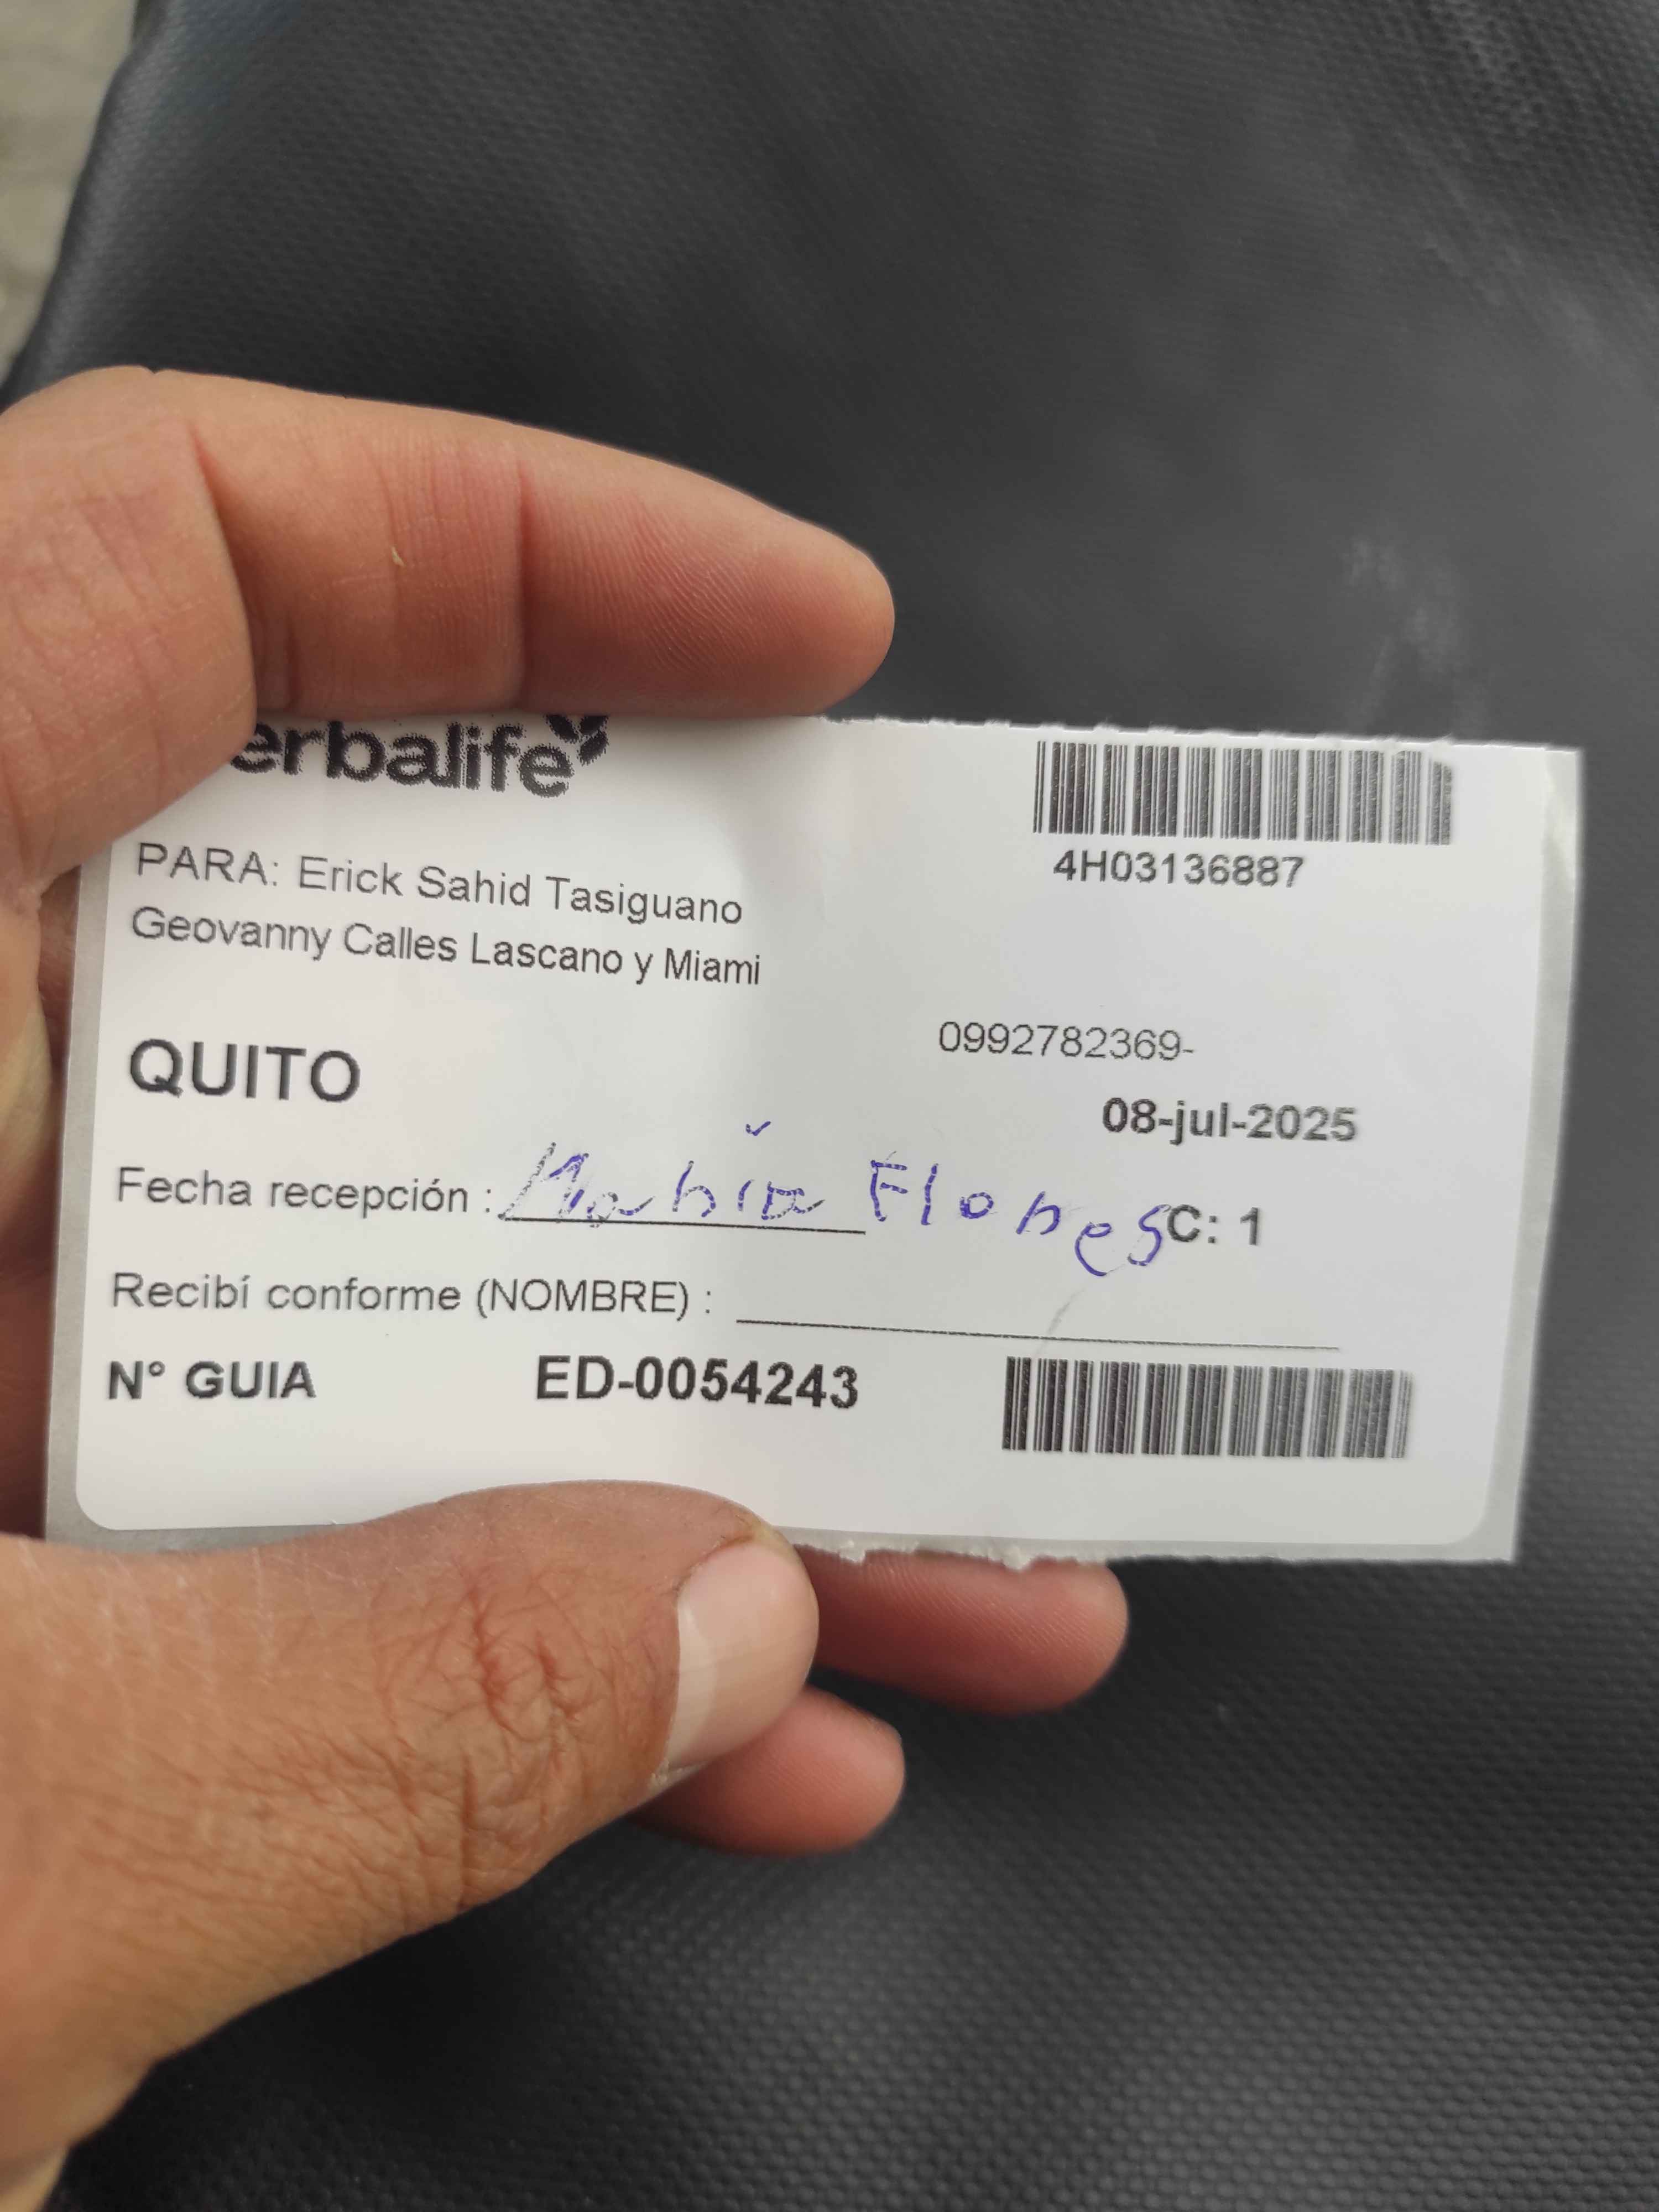 erbalife
4H03136887
PARA: Erick Sahid Tasiguano
Geovanny Calles Lascano y Miami
0992782369-
QUITO
08-jul-2025
Fecha recepción : María Flores C: 1
Recibí conforme (NOMBRE) :
N° GUIA ED-0054243